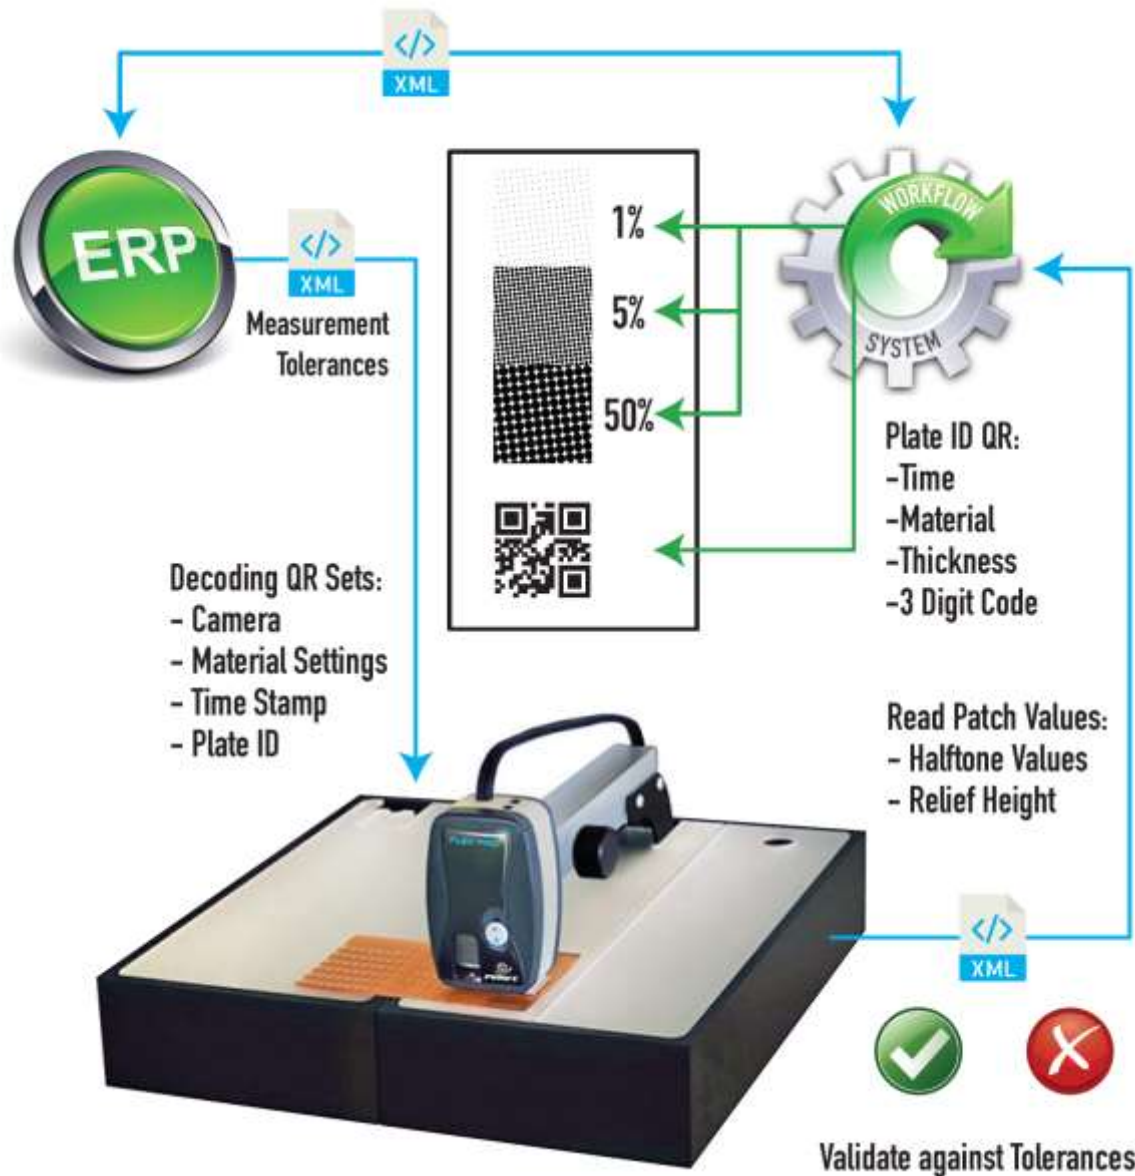 </>
XML
ERP
</>
XML
Measurement
Tolerances
1%
5%
50%
WORKFLOW
SYSTEM
Plate ID QR:
-Time
-Material
-Thickness
-3 Digit Code
Decoding QR Sets:
- Camera
- Material Settings
- Time Stamp
- Plate ID
Read Patch Values:
- Halftone Values
- Relief Height
</>
XML
Validate against Tolerances